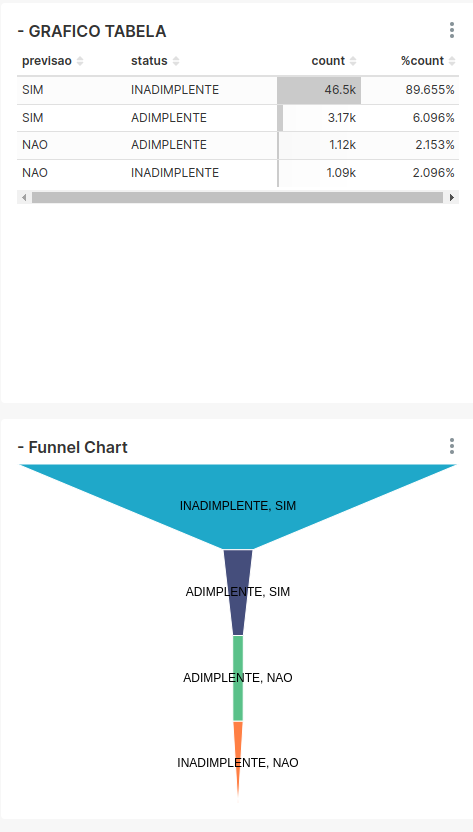 - GRAFICO TABELA
previsao status count %count
SIM INADIMPLENTE 46.5k 89.655%
SIM ADIMPLENTE 3.17k 6.096%
NAO ADIMPLENTE 1.12k 2.153%
NAO INADIMPLENTE 1.09k 2.096%
- Funnel Chart
INADIMPLENTE, SIM
ADIMPLENTE, SIM
ADIMPLENTE, NAO
INADIMPLENTE, NAO